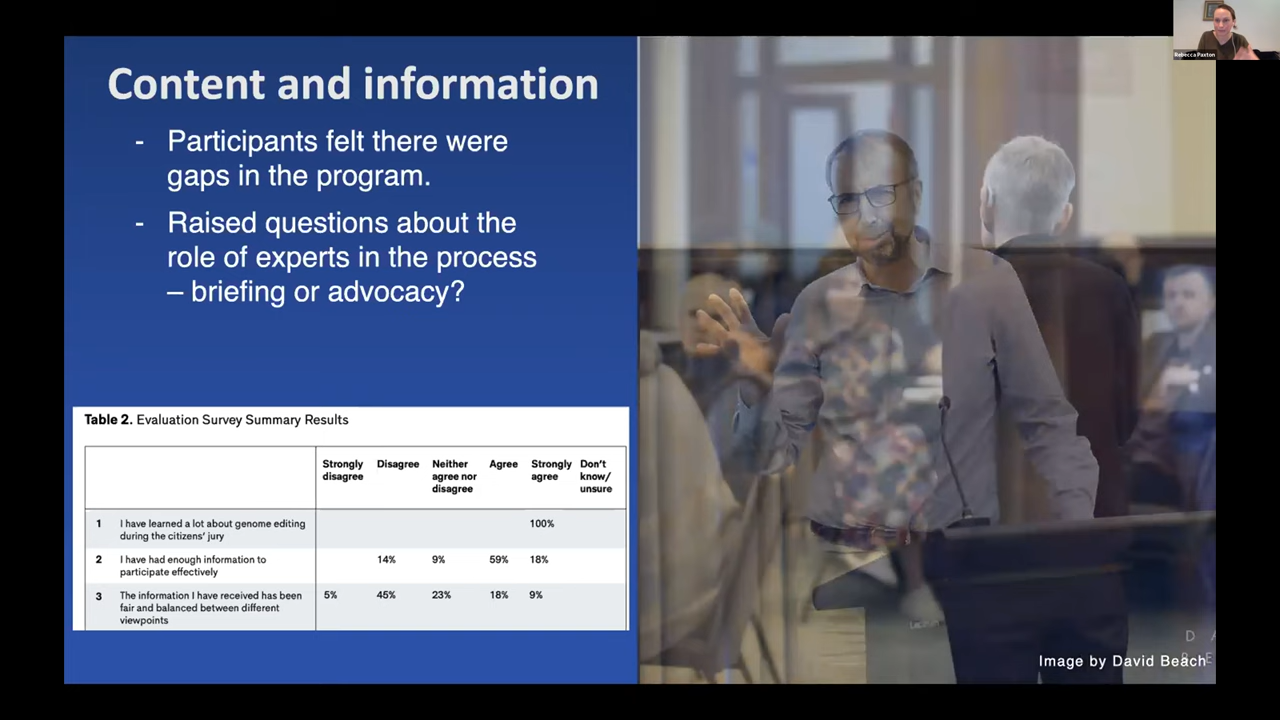 Rebecca Paxton
Content and information
- Participants felt there were
gaps in the program.
- Raised questions about the
role of experts in the process
– briefing or advocacy?
Table 2. Evaluation Survey Summary Results
Strongly disagree Disagree Neither agree nor disagree Agree Strongly agree Don't know/ unsure
1 I have learned a lot about genome editing
during the citizens' jury 100%
2 I have had enough information to
participate effectively 14% 9% 59% 18%
3 The information I have received has been
fair and balanced between different
viewpoints 5% 45% 23% 18% 9%
Image by David Beach